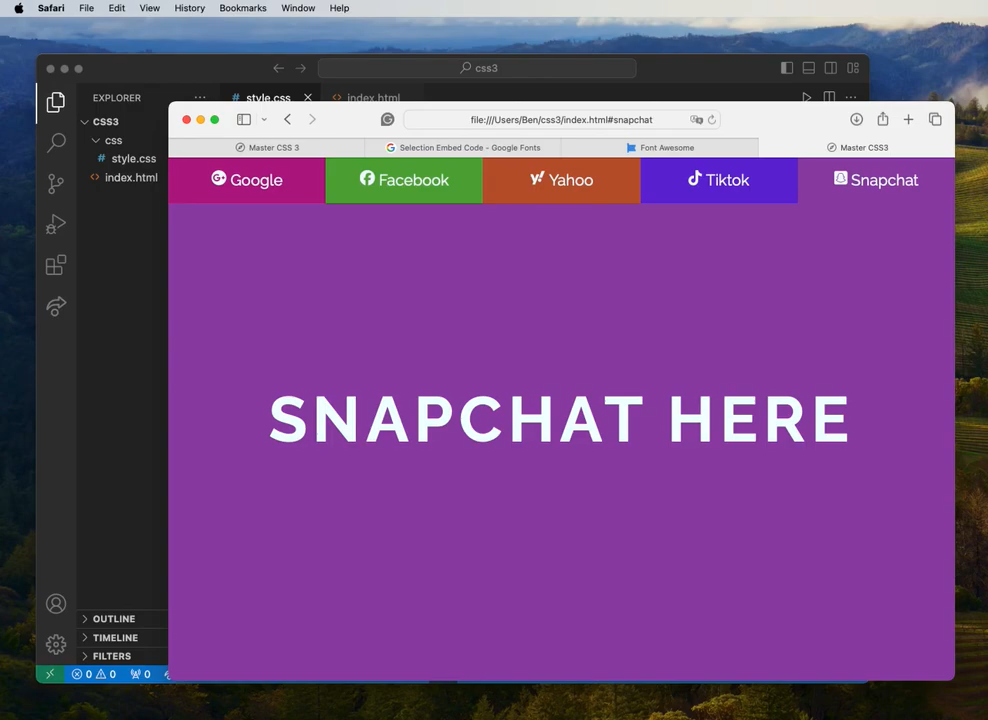 Safari File Edit View History Bookmarks Window Help
css3
EXPLORER ... # style.css <> index.html
CSS3
css
# style.css
<> index.html
file:///Users/Ben/css3/index.html#snapchat
Master CSS 3 Selection Embed Code - Google Fonts Font Awesome Master CSS3
Google Facebook Yahoo Tiktok Snapchat
SNAPCHAT HERE
OUTLINE
TIMELINE
FILTERS
0 0 0